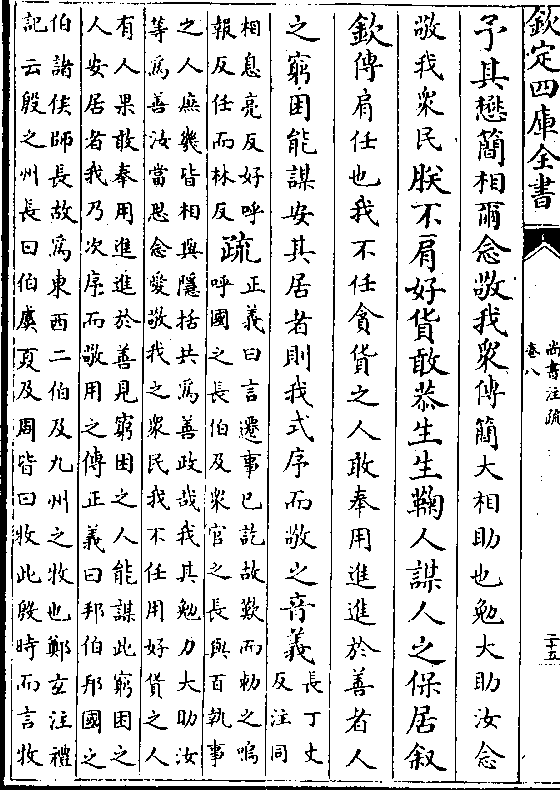 欽定四庫全書
尚書注疏
卷八
三十五
予其懋簡相爾念敬我衆傳簡大相助也勉大助汝念
敬我衆民朕不肩好貨敢恭生生鞠人謀人之保居叙
欽傳肩任也我不任貪貨之人敢奉用進進於善者人
之窮困能謀安其居者則我式序而敬之音義長丁丈
反注同
相息亮反好呼
報反任而林反
疏正義曰言遷事已訖故歎而勑之嗚
呼國之長伯及衆官之長與百執事
之人庶幾皆相與隱括共爲善政哉我其勉力大助汝
等爲善汝當思念愛敬我之衆民我不任用好貨之人
有人果敢奉用進進於善見窮困之人能謀此窮困之
人安居者我乃次序而敬用之傳正義曰邦伯邦國之
伯諸侯師長故爲東西二伯及九州之牧也鄭玄注禮
記云殷之州長曰伯虞夏及周皆曰牧此殷時而言牧